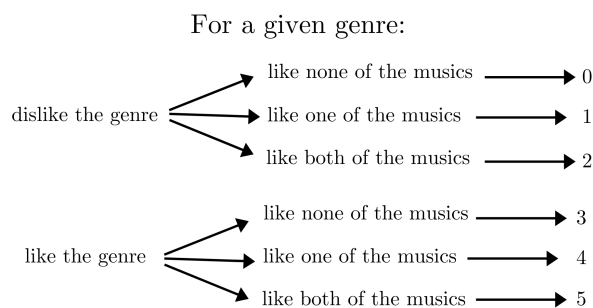 For a given genre:
like none of the musics 0
dislike the genre like one of the musics 1
like both of the musics 2
like none of the musics 3
like the genre like one of the musics 4
like both of the musics 5